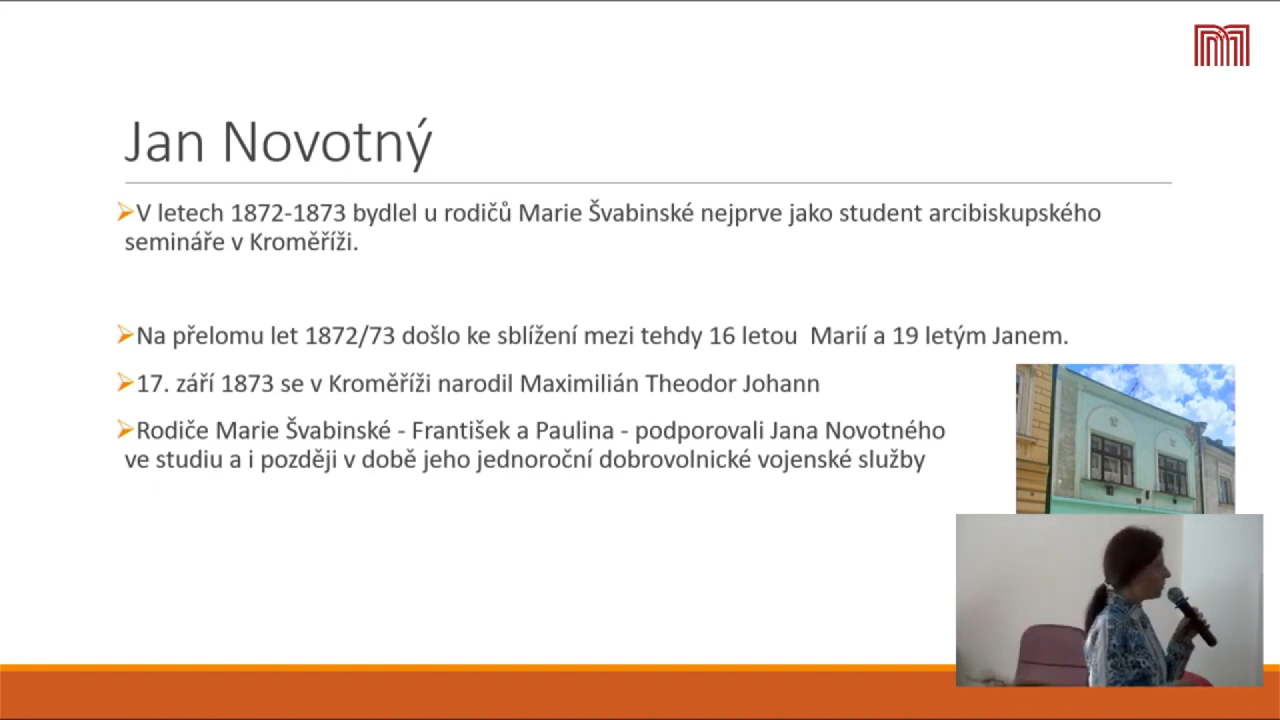 Jan Novotný
V letech 1872-1873 bydlel u rodičů Marie Švabinské nejprve jako student arcibiskupského
semináře v Kroměříži.
Na přelomu let 1872/73 došlo ke sblížení mezi tehdy 16 letou  Marií a 19 letým Janem.
17. září 1873 se v Kroměříži narodil Maximilián Theodor Johann
Rodiče Marie Švabinské - František a Paulina - podporovali Jana Novotného
ve studiu a i později v době jeho jednoroční dobrovolnické vojenské služby